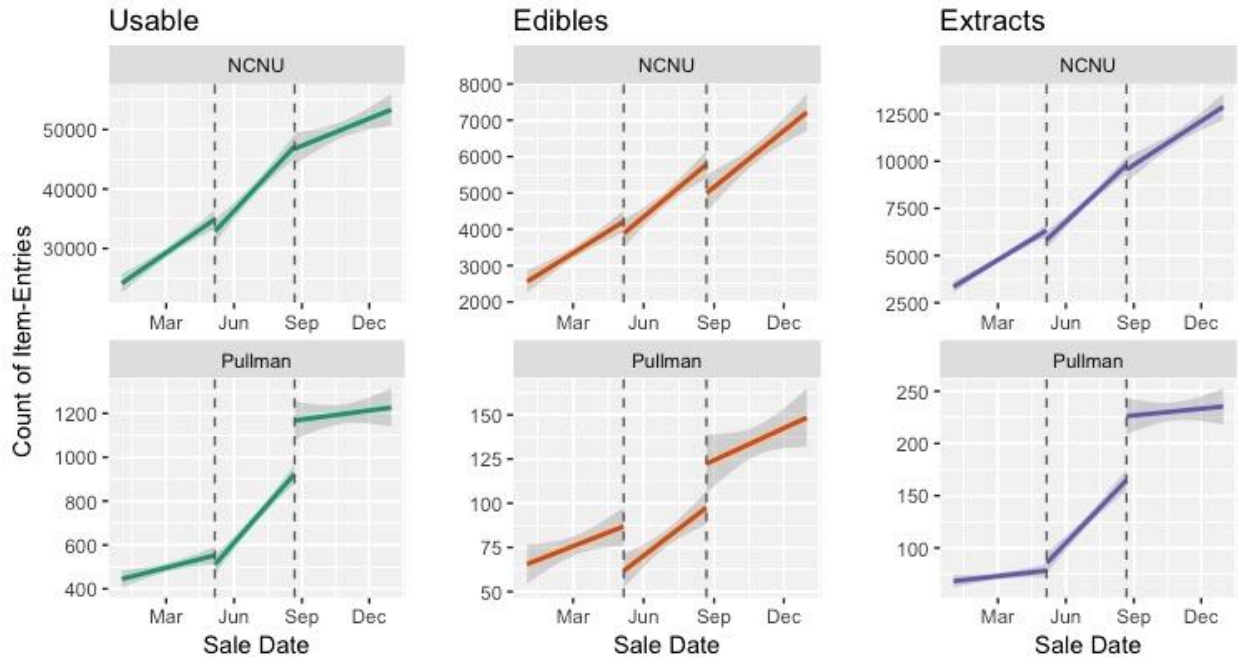 Usable
Edibles
Extracts
Count of Item-Entries
NCNU
50000
40000
30000
Mar Jun Sep Dec
NCNU
8000
7000
6000
5000
4000
3000
2000
Mar Jun Sep Dec
NCNU
12500
10000
7500
5000
2500
Mar Jun Sep Dec
Pullman
1200
1000
800
600
400
Mar Jun Sep Dec
Sale Date
Pullman
150
125
100
75
50
Mar Jun Sep Dec
Sale Date
Pullman
250
200
150
100
Mar Jun Sep Dec
Sale Date